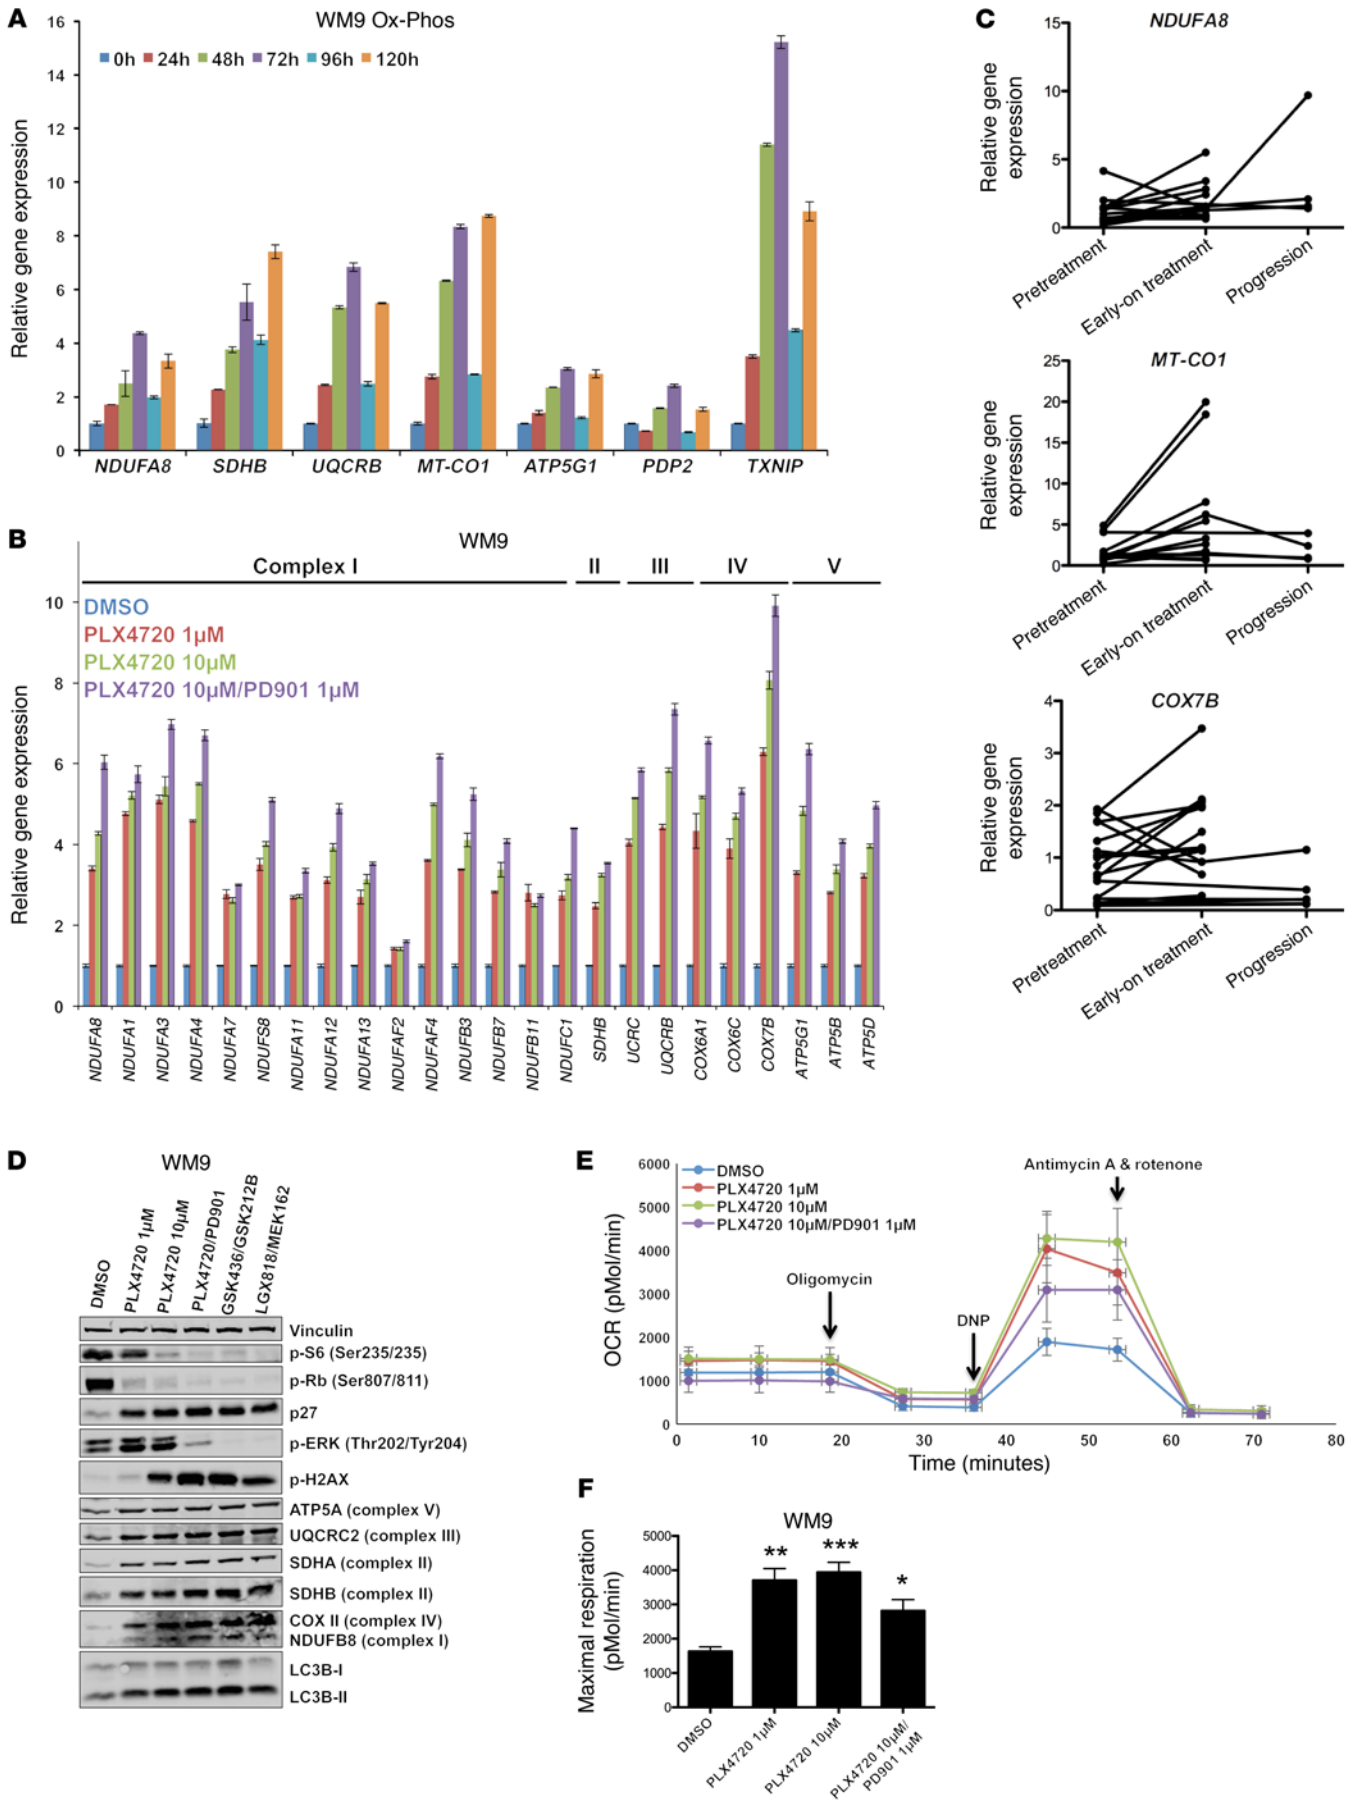 A
WM9 Ox-Phos
0h 24h 48h 72h 96h 120h
Relative gene expression
16
14
12
10
8
6
4
2
0
NDUFA8 SDHB UQCRB MT-CO1 ATP5G1 PDP2 TXNIP
B
WM9
Complex I II III IV V
DMSO
PLX4720 1µM
PLX4720 10µM
PLX4720 10µM/PD901 1µM
Relative gene expression
10
8
6
4
2
0
NDUFA8 NDUFA1 NDUFA3 NDUFA4 NDUFA7 NDUFS8 NDUFA11 NDUFA12 NDUFA13 NDUFAF2 NDUFAF4 NDUFB3 NDUFB7 NDUFB11 NDUFC1 SDHB UCRC UQCRB COX6A1 COX6C COX7B ATP5G1 ATP5B ATP5D
C
NDUFA8
Relative gene
expression
15
10
5
0
Pretreatment Early-on treatment Progression
MT-CO1
Relative gene
expression
25
20
15
10
5
0
Pretreatment Early-on treatment Progression
COX7B
Relative gene
expression
4
3
2
1
0
Pretreatment Early-on treatment Progression
D
WM9
DMSO PLX4720 1µM PLX4720 10µM PLX4720/PD901 GSK436/GSK212B LGX818/MEK162
Vinculin
p-S6 (Ser235/235)
p-Rb (Ser807/811)
p27
p-ERK (Thr202/Tyr204)
p-H2AX
ATP5A (complex V)
UQCRC2 (complex III)
SDHA (complex II)
SDHB (complex II)
COX II (complex IV)
NDUFB8 (complex I)
LC3B-I
LC3B-II
E
DMSO
PLX4720 1µM
PLX4720 10µM
PLX4720 10µM/PD901 1µM
Oligomycin
DNP
Antimycin A & rotenone
OCR (pMol/min)
6000
5000
4000
3000
2000
1000
0
0 10 20 30 40 50 60 70 80
Time (minutes)
F
WM9
Maximal respiration
(pMol/min)
5000
4000
3000
2000
1000
0
** *** *
DMSO PLX4720 1µM PLX4720 10µM PLX4720 10µM/
PD901 1µM